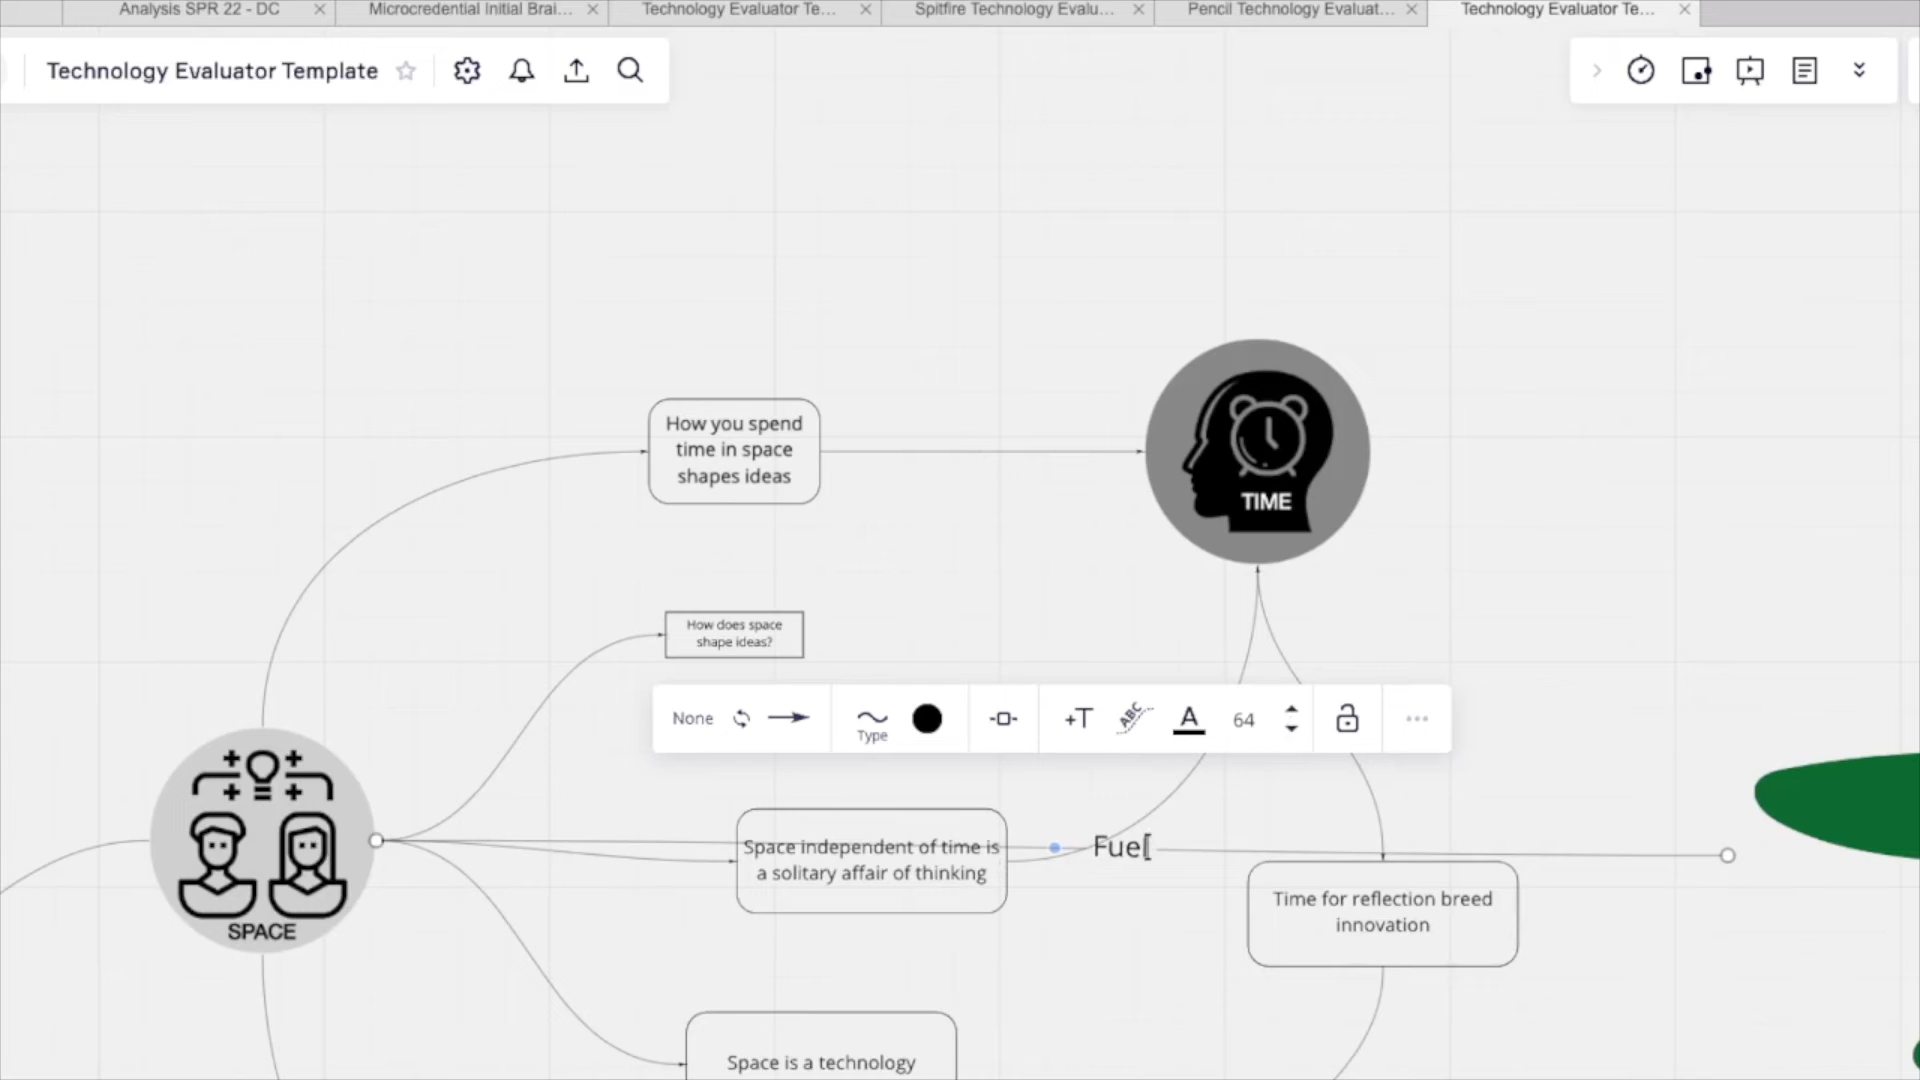 Analysis SPR 22 - DC
Microcredential Initial Brai...
Technology Evaluator Te...
Spitfire Technology Evalu...
Pencil Technology Evaluat...
Technology Evaluator Te...
Technology Evaluator Template
How you spend
time in space
shapes ideas
TIME
How does space
shape ideas?
None
Type
+T
ABC
A
64
Space independent of time is
a solitary affair of thinking
Fuel
Time for reflection breed
innovation
SPACE
Space is a technology